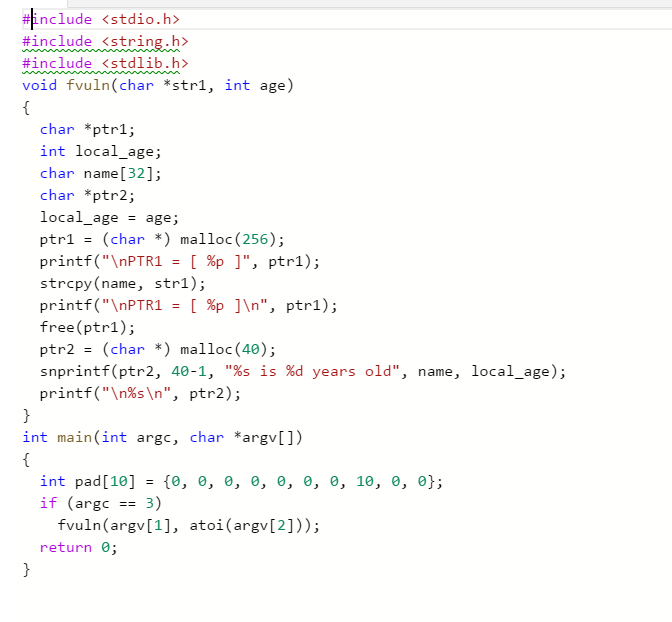 #include <stdio.h>
#include <string.h>
#include <stdlib.h>
void fvuln(char *str1, int age)
{
  char *ptr1;
  int local_age;
  char name[32];
  char *ptr2;
  local_age = age;
  ptr1 = (char *) malloc(256);
  printf("\nPTR1 = [ %p ]", ptr1);
  strcpy(name, str1);
  printf("\nPTR1 = [ %p ]\n", ptr1);
  free(ptr1);
  ptr2 = (char *) malloc(40);
  snprintf(ptr2, 40-1, "%s is %d years old", name, local_age);
  printf("\n%s\n", ptr2);
}
int main(int argc, char *argv[])
{
  int pad[10] = {0, 0, 0, 0, 0, 0, 0, 10, 0, 0};
  if (argc == 3)
    fvuln(argv[1], atoi(argv[2]));
  return 0;
}